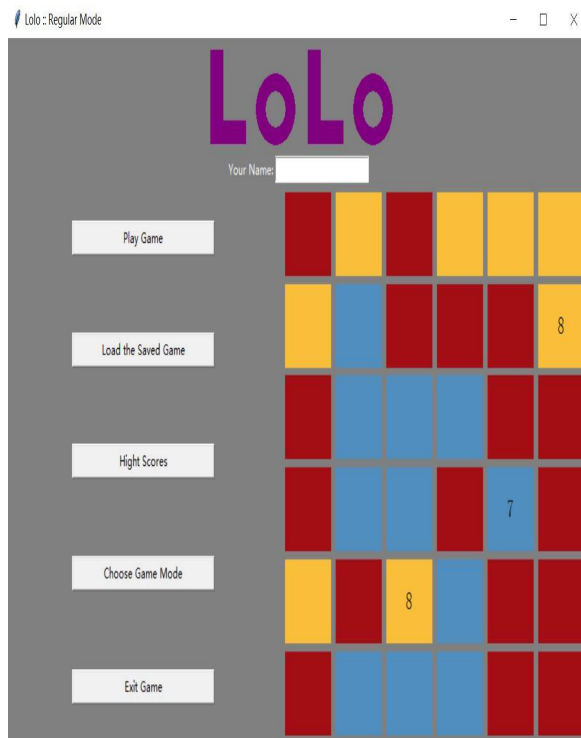 Lolo :: Regular Mode
LoLo
Your Name:
Play Game
8
Load the Saved Game
Hight Scores
7
Choose Game Mode
8
Exit Game